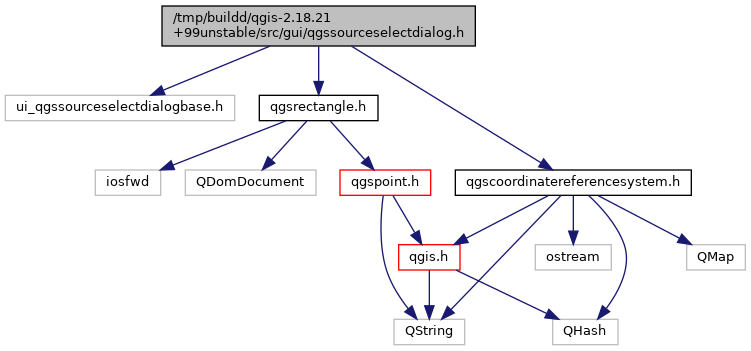 /tmp/buildd/qgis-2.18.21
+99unstable/src/gui/qgssourceselectdialog.h
ui_qgssourceselectdialogbase.h
qgsrectangle.h
iosfwd
QDomDocument
qgspoint.h
qgscoordinatereferencesystem.h
qgis.h
ostream
QMap
QString
QHash